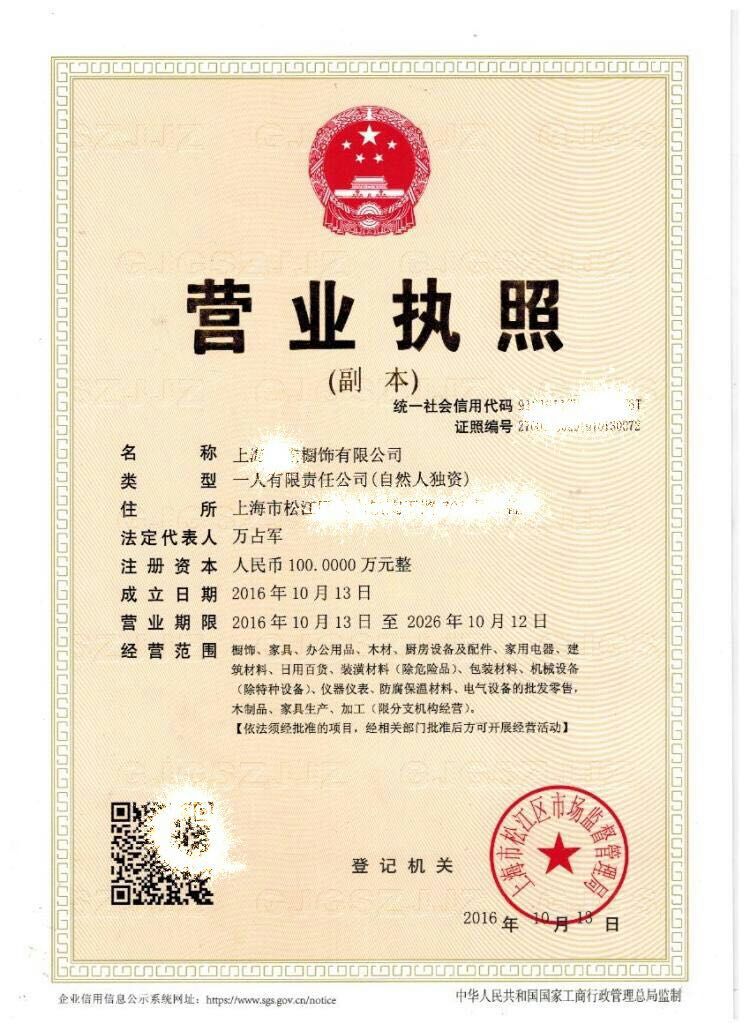 营业执照
(副 本)
统一社会信用代码
证照编号
名 称 上海 橱饰有限公司
类 型 一人有限责任公司(自然人独资)
住 所 上海市松江
法定代表人 万占军
注册资本 人民币 100.0000 万元整
成立日期 2016 年 10 月 13 日
营业期限 2016 年 10 月 13 日 至 2026 年 10 月 12 日
经营范围 橱饰、家具、办公用品、木材、厨房设备及配件、家用电器、建
筑材料、日用百货、装潢材料（除危险品）、包装材料、机械设备
（除特种设备）、仪器仪表、防腐保温材料、电气设备的批发零售，
木制品、家具生产、加工（限分支机构经营）。
【依法须经批准的项目，经相关部门批准后方可开展经营活动】
上海市松江区市场监督管理局
登记机关
2016 年 10 月 13 日
企业信用信息公示系统网址：https://www.sgs.gov.cn/notice
中华人民共和国国家工商行政管理总局监制